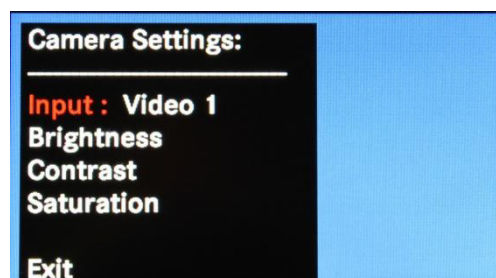 Camera Settings:
Input : Video 1
Brightness
Contrast
Saturation
Exit